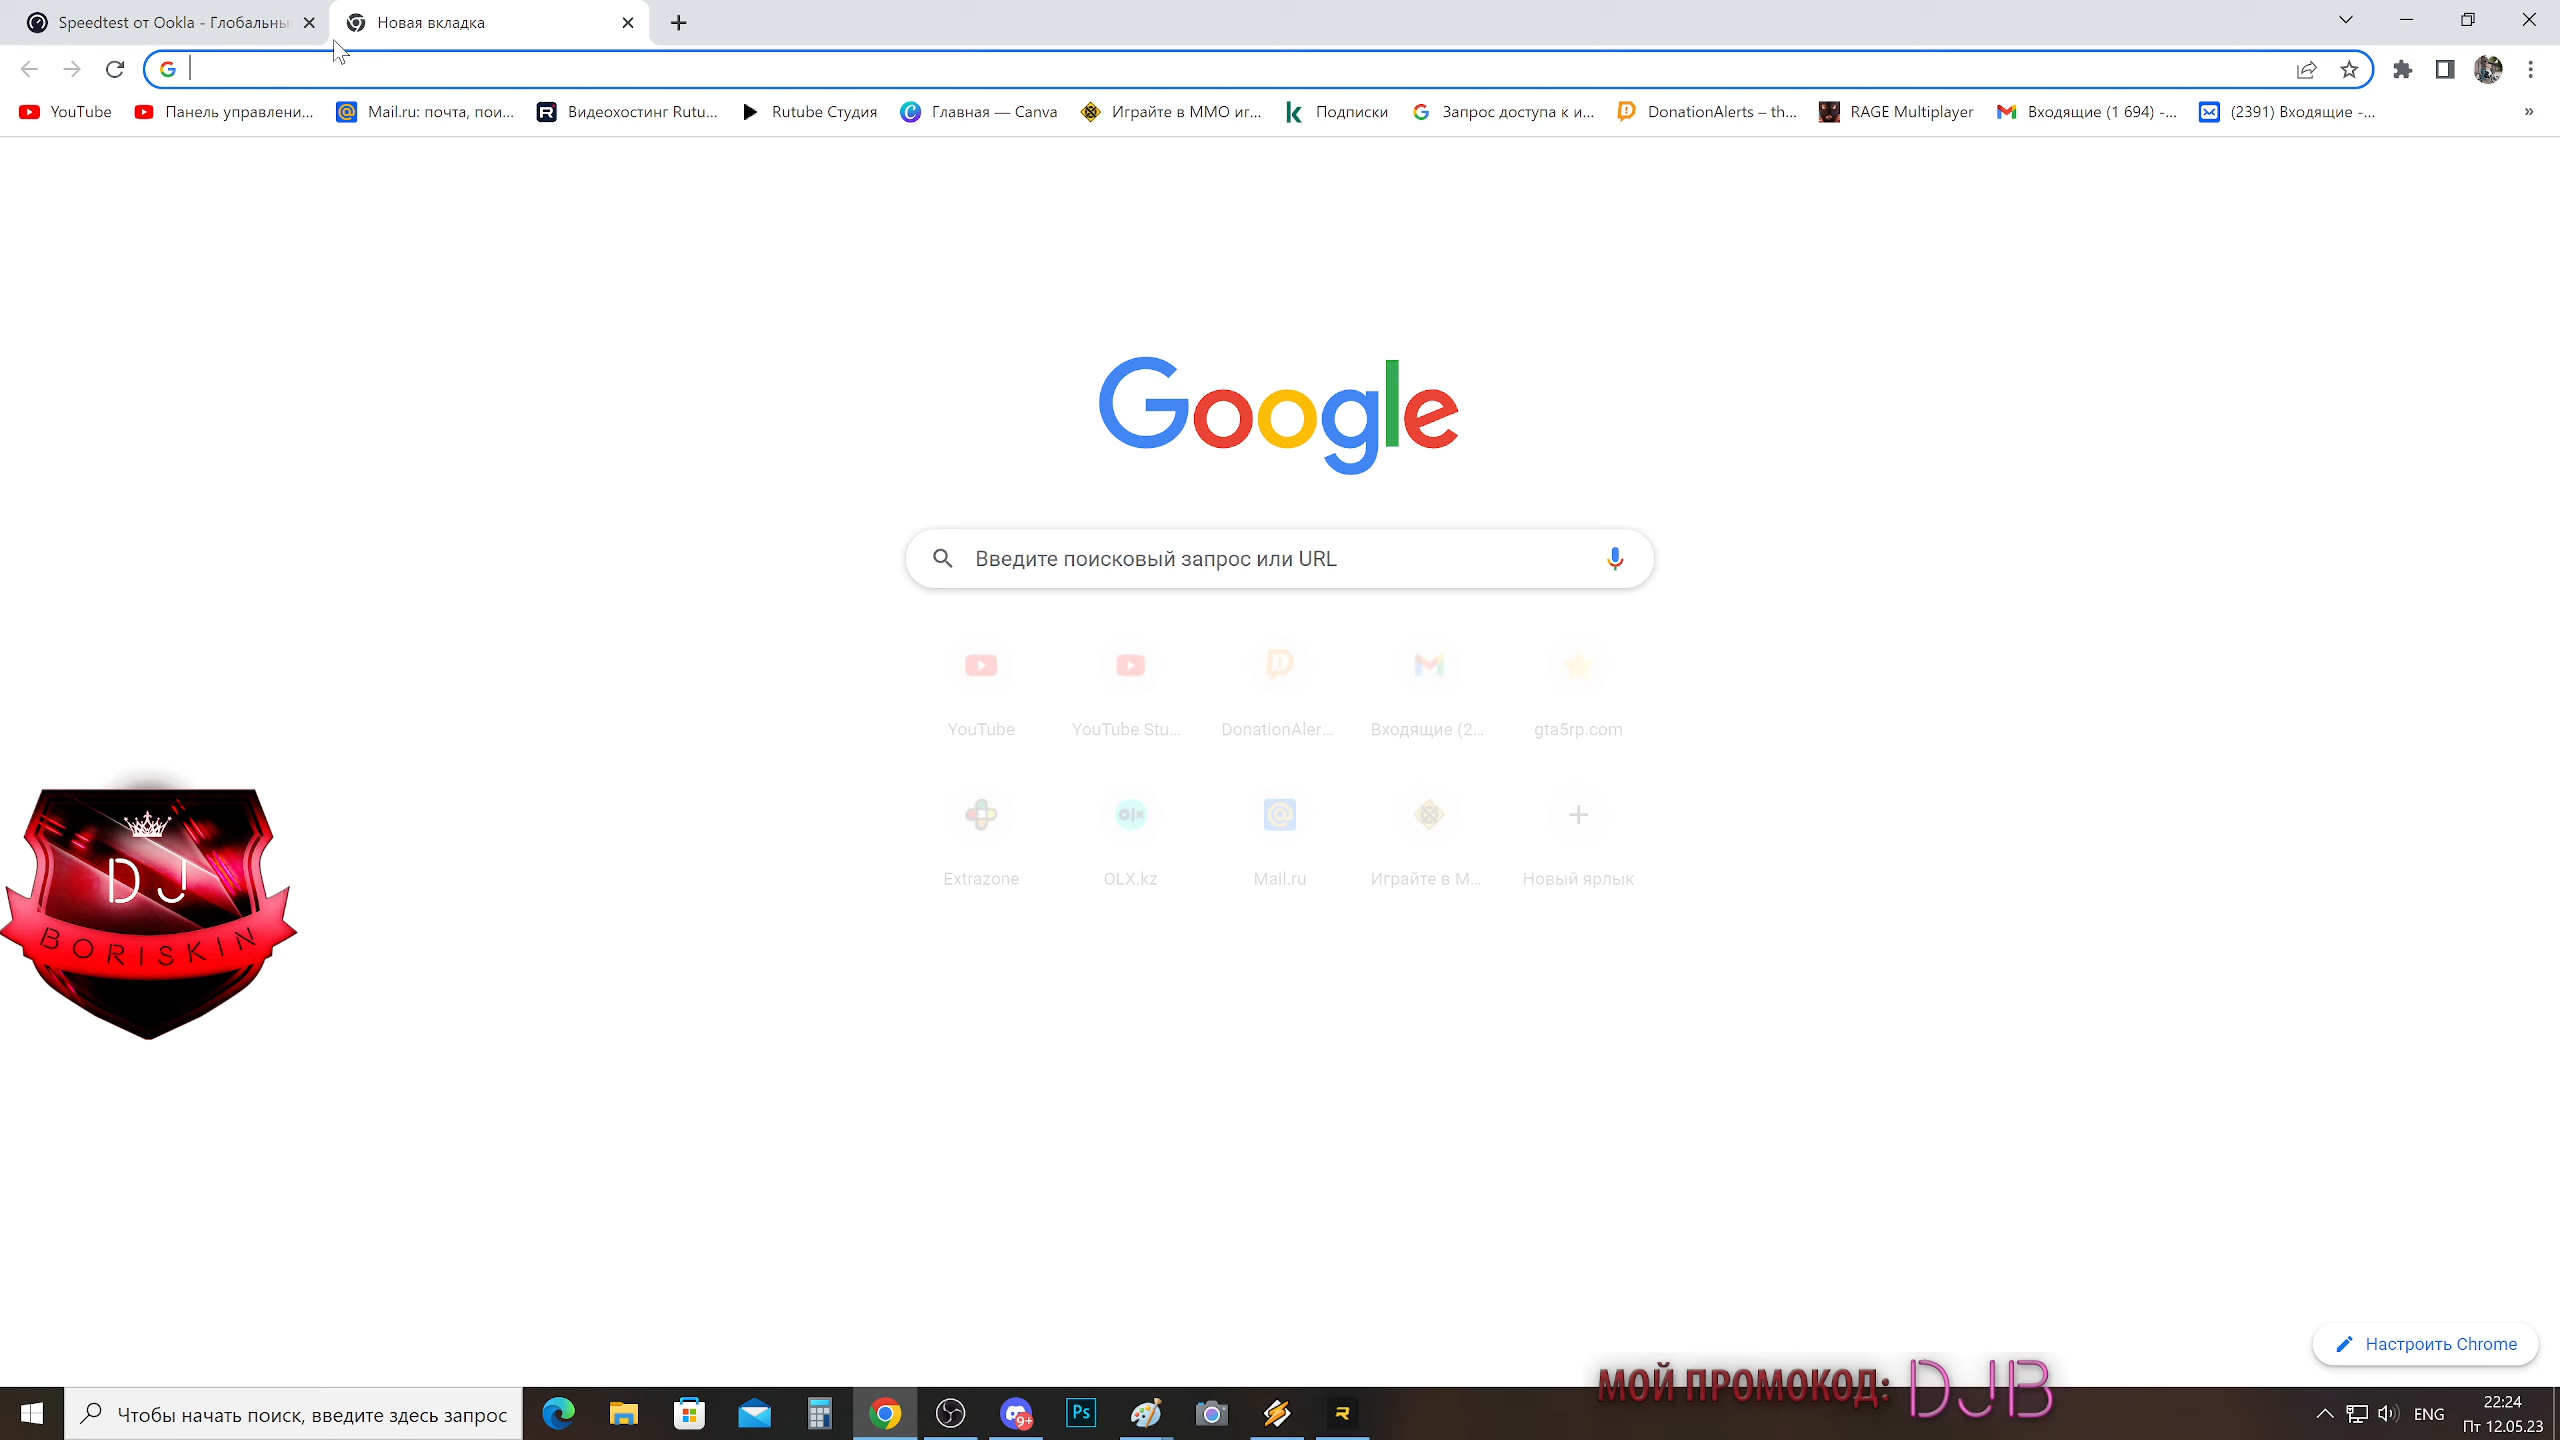 Speedtest от Ookla - Глобальны
Новая вкладка
YouTube
Панель управлени...
Mail.ru: почта, пои...
Видеохостинг Rutu...
Rutube Студия
Главная — Canva
Играйте в ММО иг...
Подписки
Запрос доступа к и...
DonationAlerts – th...
RAGE Multiplayer
Входящие (1 694) -...
(2391) Входящие -...
Google
Введите поисковый запрос или URL
YouTube
YouTube Stu...
DonationAler...
Входящие (2...
gta5rp.com
Extrazone
OLX.kz
Mail.ru
Играйте в М...
Новый ярлык
DJ
BORISKIN
Настроить Chrome
МОЙ ПРОМОКОД: DJB
Чтобы начать поиск, введите здесь запрос
9+
Ps
ENG
22:24
Пт 12.05.23